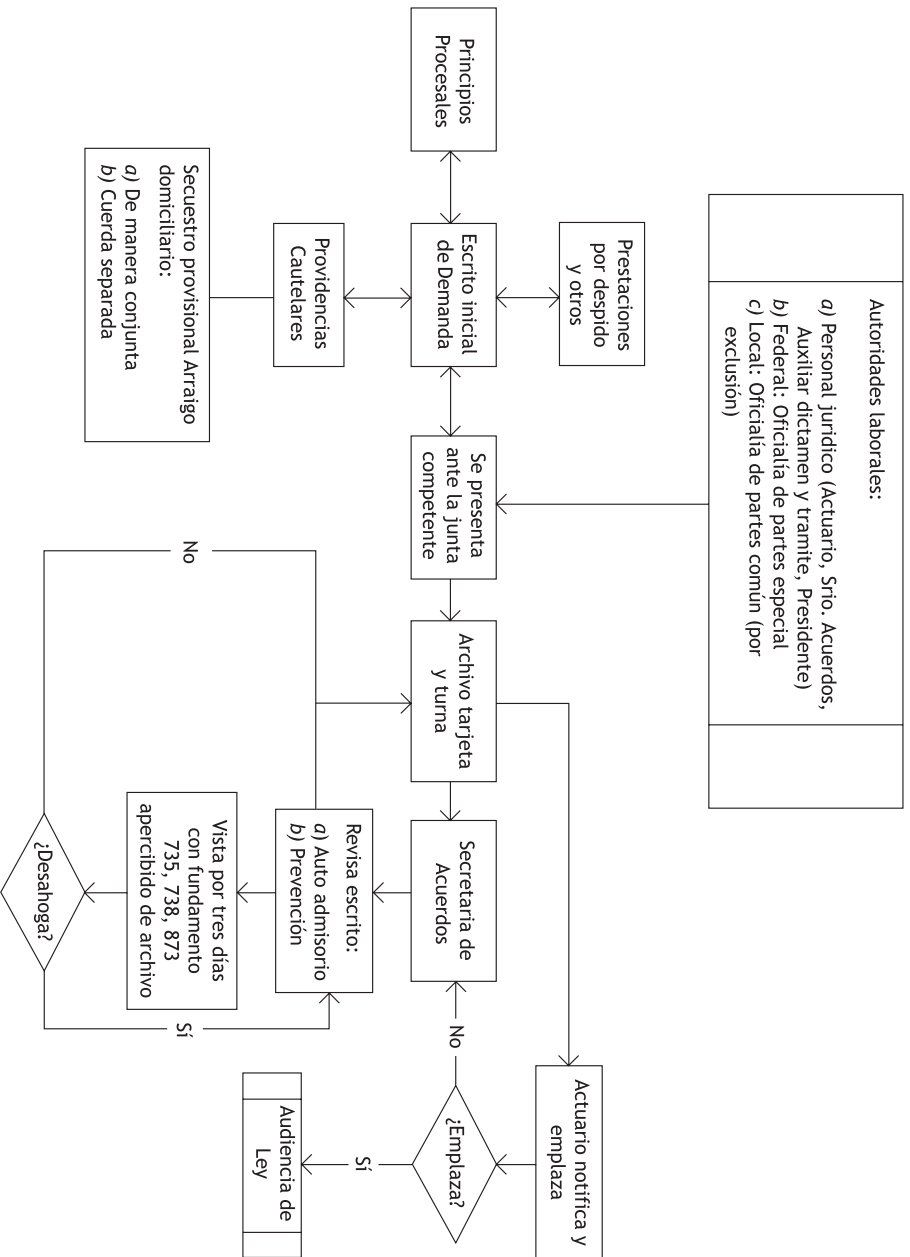 Autoridades laborales:
a) Personal juridico (Actuario, Srio. Acuerdos,
Auxiliar dictamen y tramite, Presidente)
b) Federal: Oficialía de partes especial
c) Local: Oficialía de partes común (por
exclusión)
Prestaciones
por despido
y otros
Principios
Procesales
Escrito inicial
de Demanda
Se presenta
ante la junta
competente
Archivo tarjeta
y turna
Secretaria de
Acuerdos
Actuario notifica y
emplaza
¿Emplaza?
No
Sí
Audiencia de
Ley
Providencias
Cautelares
Secuestro provisional Arraigo
domiciliario:
a) De manera conjunta
b) Cuerda separada
Revisa escrito:
a) Auto admisorio
b) Prevención
Vista por tres días
con fundamento
735, 738, 873
apercibido de archivo
¿Desahoga?
No
Sí